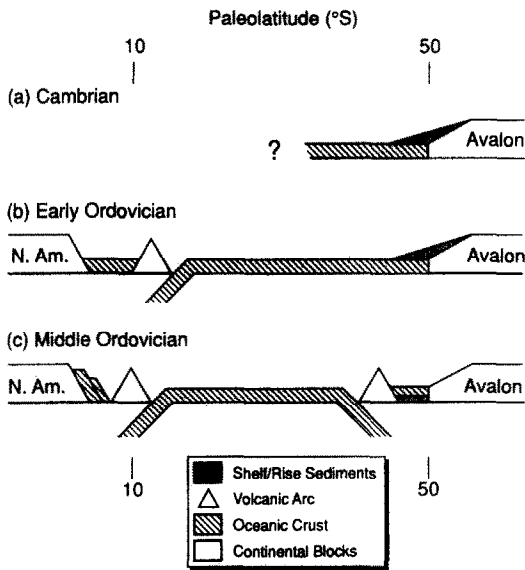 Paleolatitude (°S)
10 50
(a) Cambrian
? Avalon
(b) Early Ordovician
N. Am. Avalon
(c) Middle Ordovician
N. Am. Avalon
10 50
Shelf/Rise Sediments
Volcanic Arc
Oceanic Crust
Continental Blocks